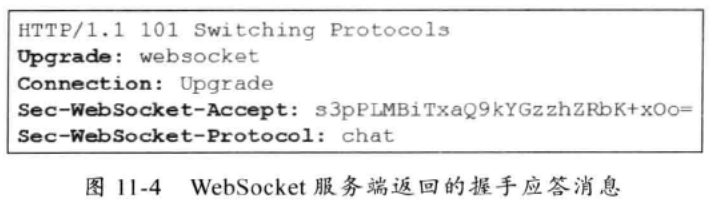 HTTP/1.1 101 Switching Protocols
Upgrade: websocket
Connection: Upgrade
Sec-WebSocket-Accept: s3pPLMBiTxaQ9kYGzzhZRbK+xOo=
Sec-WebSocket-Protocol: chat
图 11-4 WebSocket 服务端返回的握手应答消息